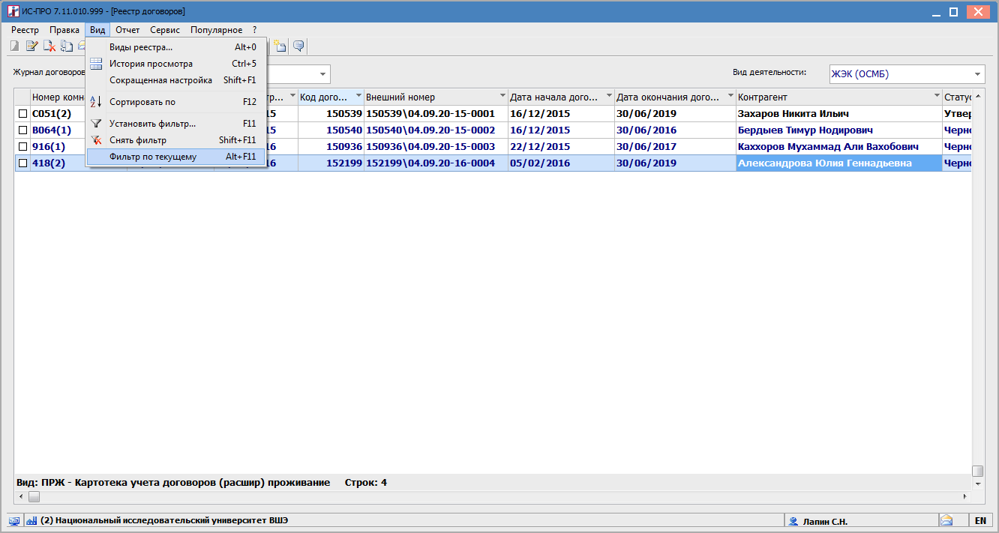 ИС-ПРО 7.11.010.999 - [Реестр договоров]
Реестр Правка Вид Отчет Сервис Популярное ?
Виды реестра... Alt+0
История просмотра Ctrl+5
Сокращенная настройка Shift+F1
Сортировать по F12
Установить фильтр... F11
Снять фильтр Shift+F11
Фильтр по текущему Alt+F11
Журнал договоров
Вид деятельности: ЖЭК (ОСМБ)
Номер комн Код догo... Внешний номер Дата начала дого... Дата окончания дого... Контрагент Статус
С051(2) 15 150539 150539\04.09.20-15-0001 16/12/2015 30/06/2019 Захаров Никита Ильич Утвер
В064(1) 15 150540 150540\04.09.20-15-0002 16/12/2015 30/06/2016 Бердыев Тимур Нодирович Черно
916(1) 16 150936 150936\04.09.20-15-0003 22/12/2015 30/06/2017 Каххоров Мухаммад Али Вахобович Черно
418(2) 16 152199 152199\04.09.20-16-0004 05/02/2016 30/06/2019 Александрова Юлия Геннадьевна Черно
Вид: ПРЖ - Картотека учета договоров (расшир) проживание Строк: 4
(2) Национальный исследовательский университет ВШЭ Лапин С.Н. EN